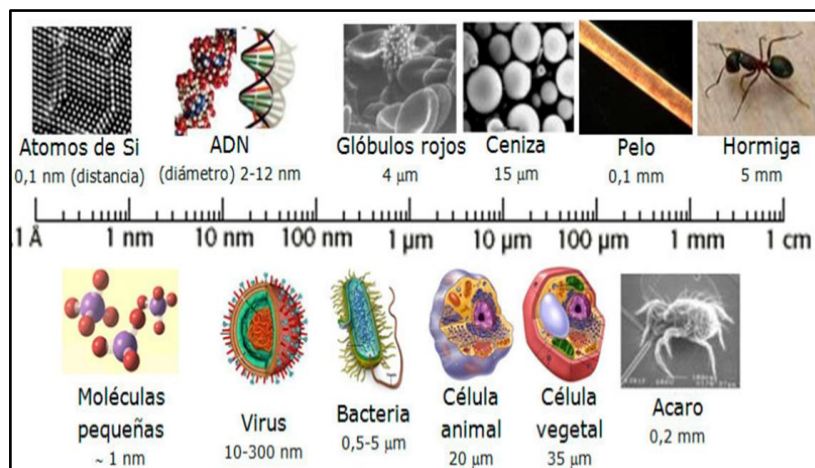 Atomos de Si
0,1 nm (distancia)
ADN
(diámetro) 2-12 nm
Glóbulos rojos
4 µm
Ceniza
15 µm
Pelo
0,1 mm
Hormiga
5 mm
.1 Å 1 nm 10 nm 100 nm 1 µm 10 µm 100 µm 1 mm 1 cm
Moléculas
pequeñas
~ 1 nm
Virus
10-300 nm
Bacteria
0,5-5 µm
Célula
animal
20 µm
Célula
vegetal
35 µm
Acaro
0,2 mm